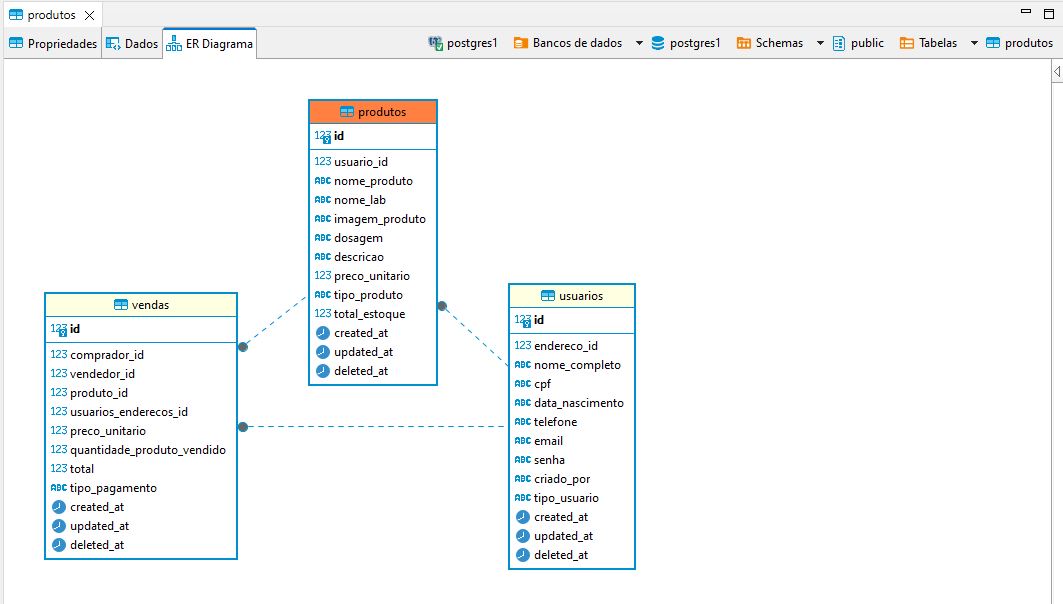 produtos
Propriedades Dados ER Diagrama postgres1 Bancos de dados postgres1 Schemas public Tabelas produtos
produtos
123 id
123 usuario_id
ABC nome_produto
ABC nome_lab
ABC imagem_produto
ABC dosagem
ABC descricao
123 preco_unitario
ABC tipo_produto
123 total_estoque
created_at
updated_at
deleted_at
vendas
123 id
123 comprador_id
123 vendedor_id
123 produto_id
123 usuarios_enderecos_id
123 preco_unitario
123 quantidade_produto_vendido
123 total
ABC tipo_pagamento
created_at
updated_at
deleted_at
usuarios
123 id
123 endereco_id
ABC nome_completo
ABC cpf
ABC data_nascimento
ABC telefone
ABC email
ABC senha
ABC criado_por
ABC tipo_usuario
created_at
updated_at
deleted_at